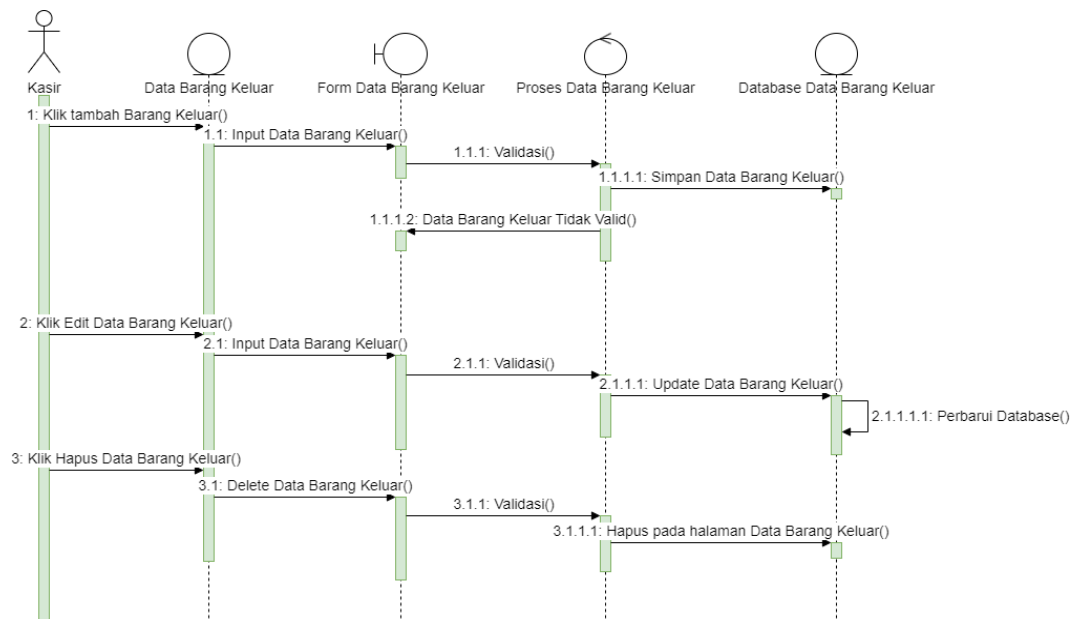 Kasir
Data Barang Keluar
Form Data Barang Keluar
Proses Data Barang Keluar
Database Data Barang Keluar
1: Klik tambah Barang Keluar()
1.1: Input Data Barang Keluar()
1.1.1: Validasi()
1.1.1.1: Simpan Data Barang Keluar()
1.1.1.2: Data Barang Keluar Tidak Valid()
2: Klik Edit Data Barang Keluar()
2.1: Input Data Barang Keluar()
2.1.1: Validasi()
2.1.1.1: Update Data Barang Keluar()
2.1.1.1.1: Perbarui Database()
3: Klik Hapus Data Barang Keluar()
3.1: Delete Data Barang Keluar()
3.1.1: Validasi()
3.1.1.1: Hapus pada halaman Data Barang Keluar()